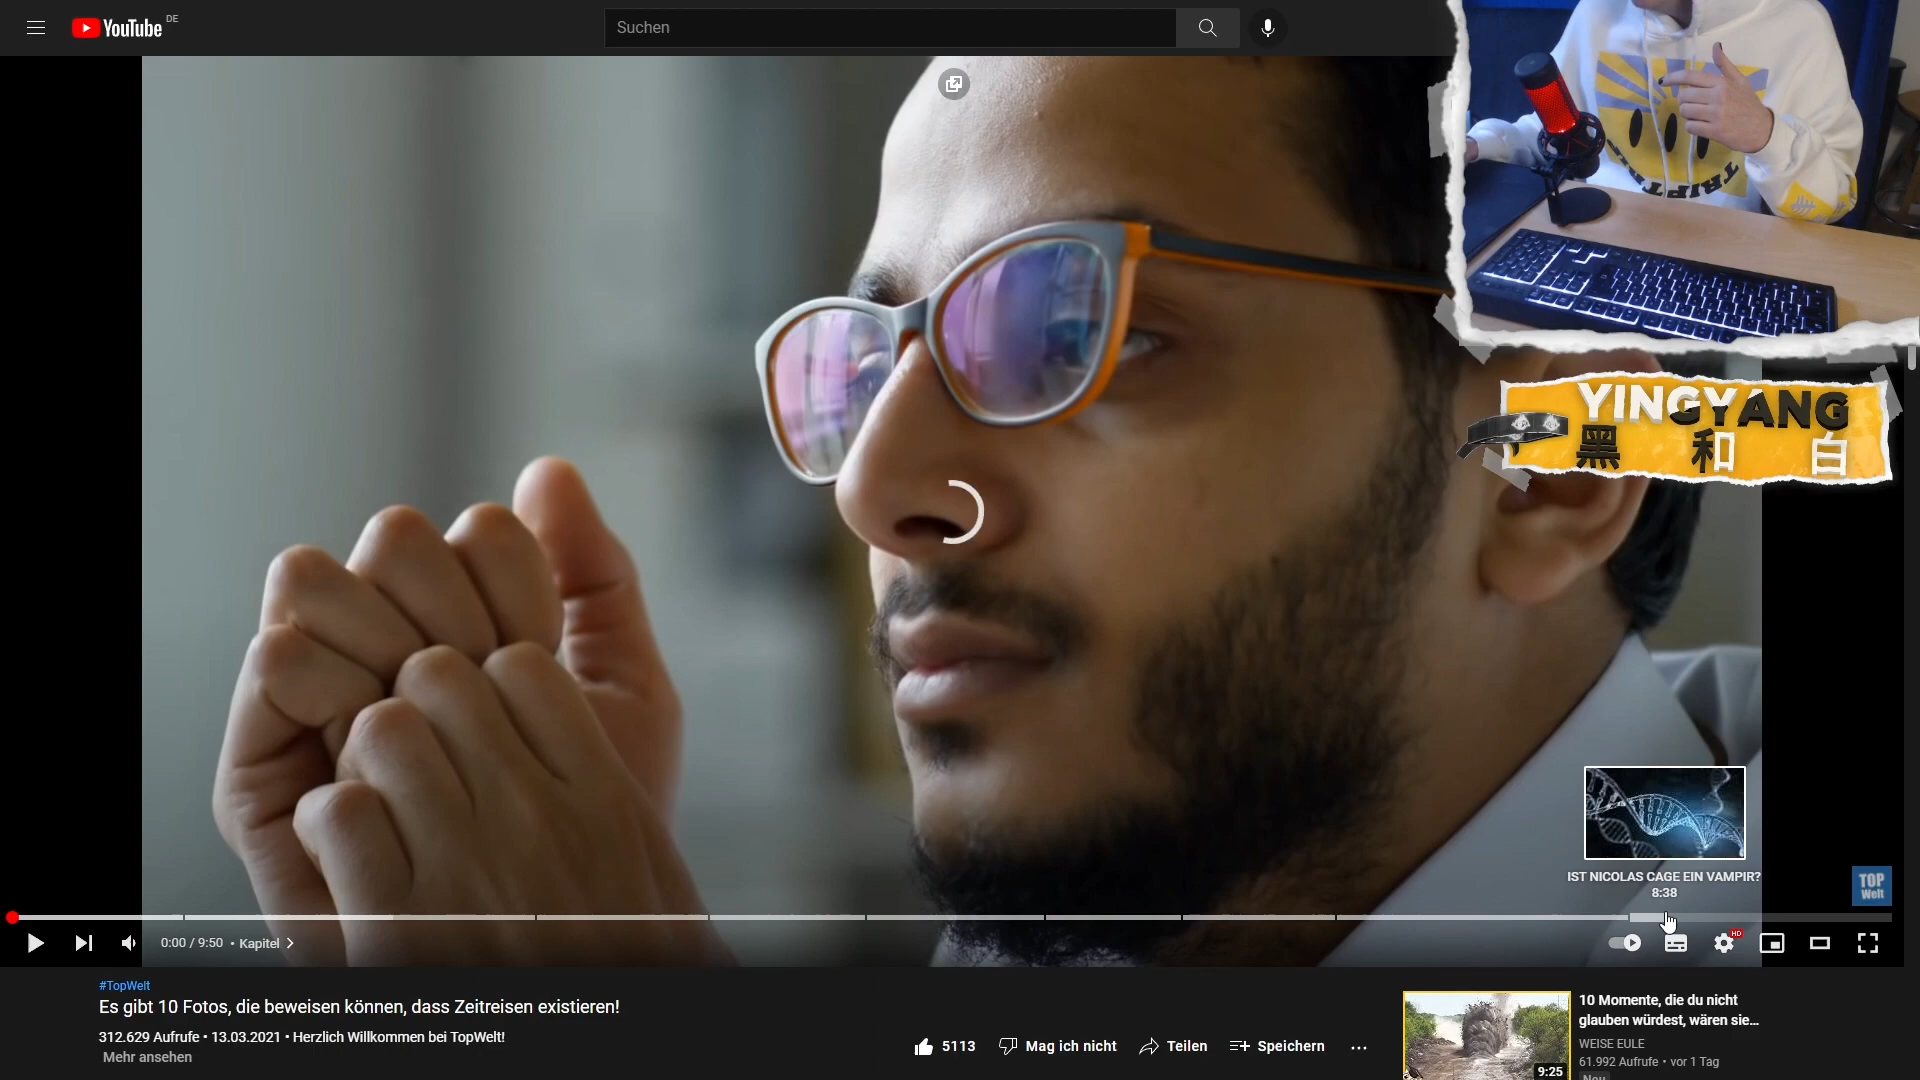 YouTube DE
Suchen
TRIPTR
YINGYANG
黑 和 白
IST NICOLAS CAGE EIN VAMPIR?
8:38
TOP
Welt
0:00 / 9:50 • Kapitel
HD
#TopWelt
Es gibt 10 Fotos, die beweisen können, dass Zeitreisen existieren!
312.629 Aufrufe • 13.03.2021 • Herzlich Willkommen bei TopWelt!
Mehr ansehen
5113
Mag ich nicht
Teilen
Speichern
9:25
10 Momente, die du nicht
glauben würdest, wären sie...
WEISE EULE
61.992 Aufrufe • vor 1 Tag
Neu